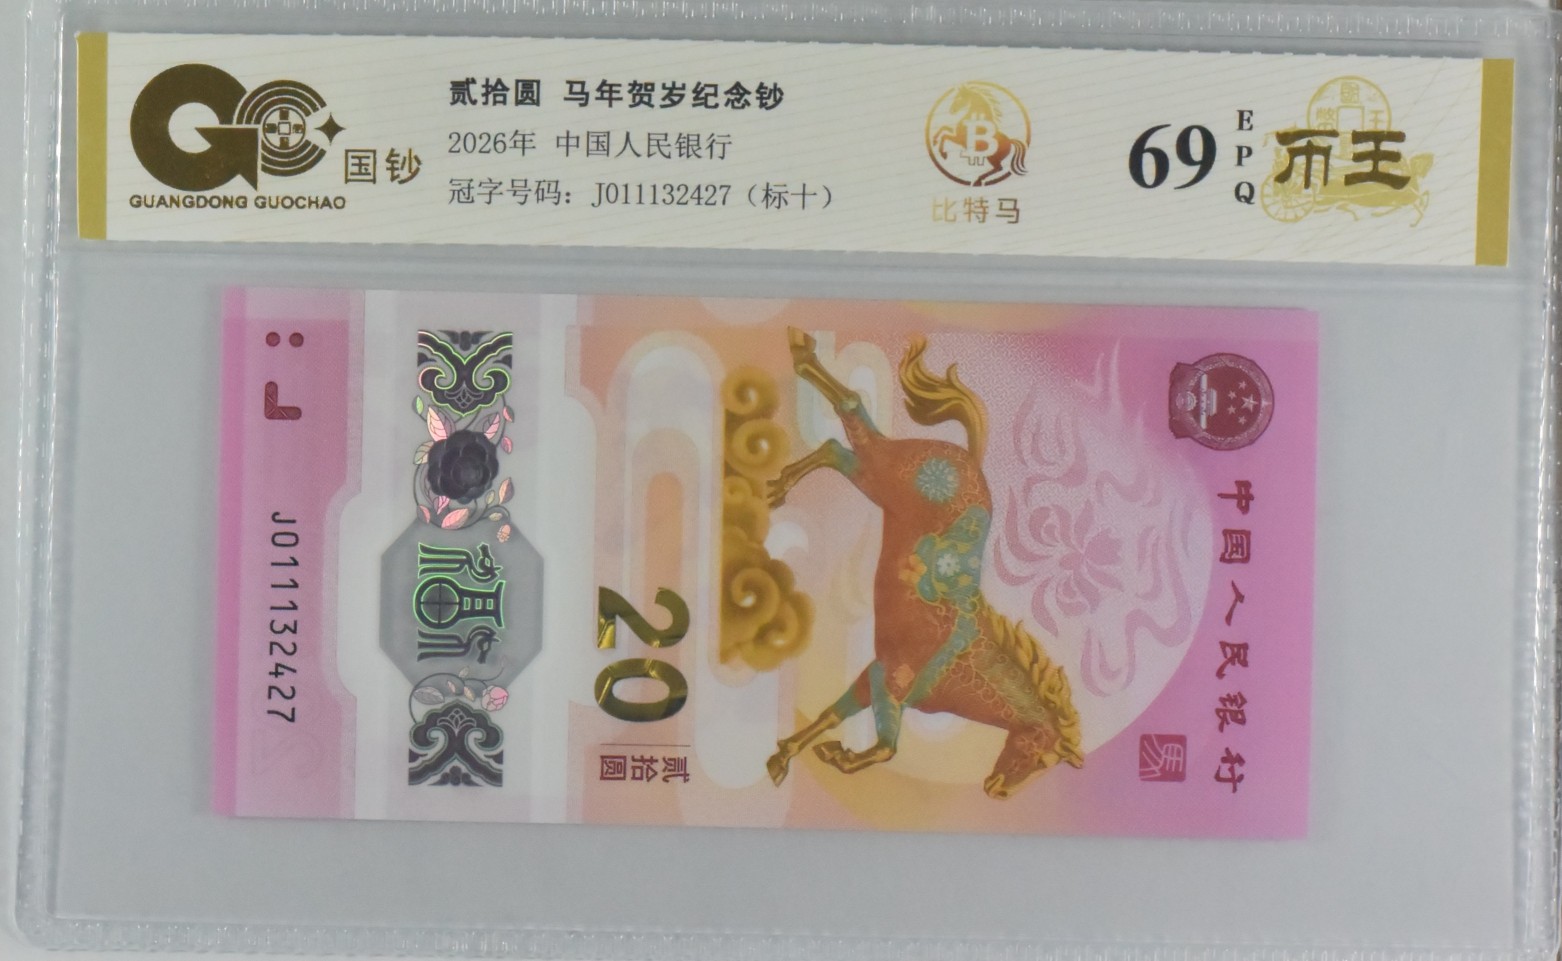 国钞
GUANGDONG GUOCHAO
贰拾圆 马年贺岁纪念钞
2026年 中国人民银行
冠字号码：J011132427（标十）
B
比特马
69
EPQ
币王
中国人民银行
馬
20
贰拾圆
J011132427